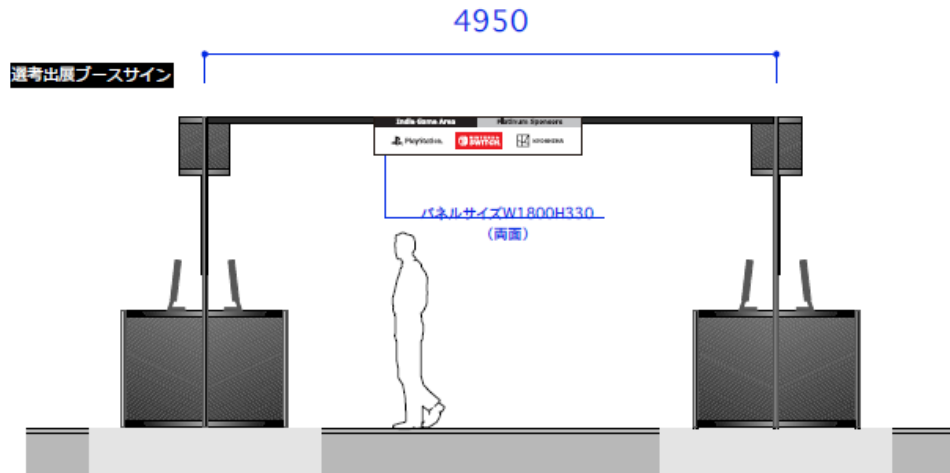 4950
選考出展ブースサイン
Indie Game Area
Platinum Sponsors
PlayStation.
NINTENDO
SWITCH.
パネルサイズW1800H330
（両面）